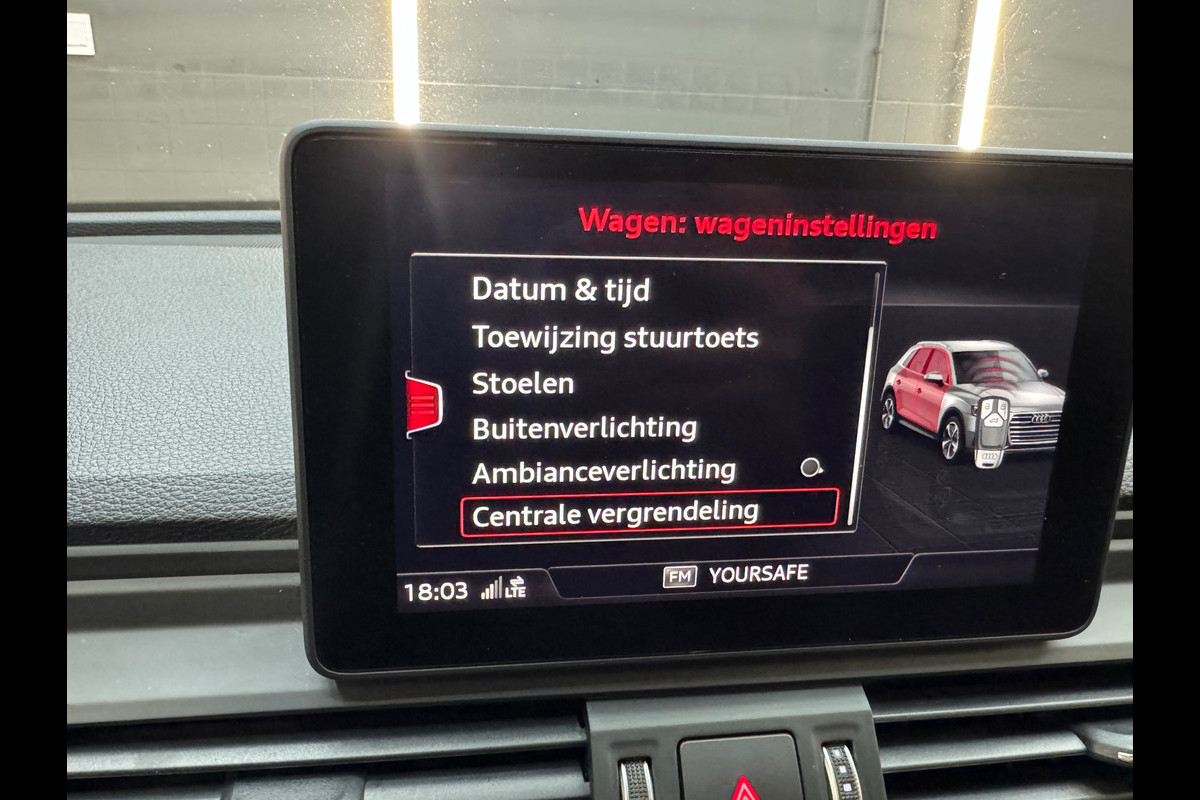 Wagen: wageninstellingen
Datum & tijd
Toewijzing stuurtoets
Stoelen
Buitenverlichting
Ambianceverlichting
Centrale vergrendeling
18:03 LTE
FM YOURSAFE